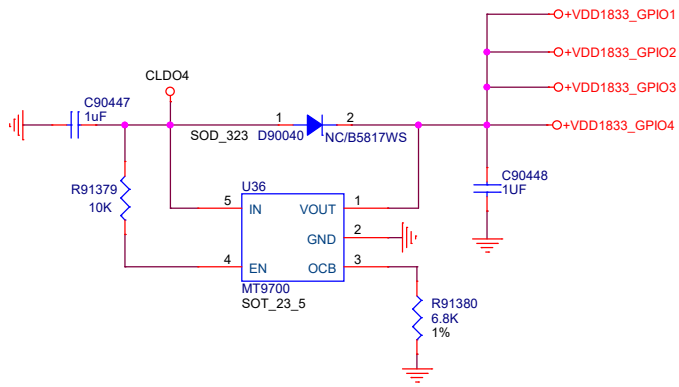 +VDD1833_GPIO1
+VDD1833_GPIO2
CLDO4
+VDD1833_GPIO3
C90447
1uF
1
2
SOD_323
D90040
NC/B5817WS
+VDD1833_GPIO4
C90448
1UF
R91379
10K
U36
5
IN
VOUT
1
GND
2
4
EN
OCB
3
MT9700
SOT_23_5
R91380
6.8K
1%